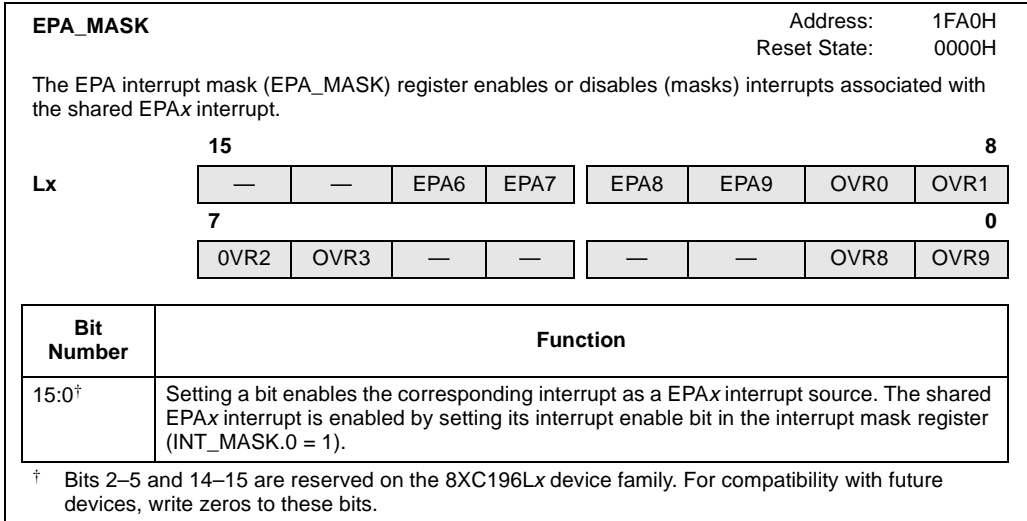 EPA_MASK Address: 1FA0H
Reset State: 0000H
The EPA interrupt mask (EPA_MASK) register enables or disables (masks) interrupts associated with
the shared EPAx interrupt.
15 8
Lx — — EPA6 EPA7 EPA8 EPA9 OVR0 OVR1
7 0
0VR2 OVR3 — — — — OVR8 OVR9
Bit
Number Function
15:0† Setting a bit enables the corresponding interrupt as a EPAx interrupt source. The shared
EPAx interrupt is enabled by setting its interrupt enable bit in the interrupt mask register
(INT_MASK.0 = 1).
† Bits 2–5 and 14–15 are reserved on the 8XC196Lx device family. For compatibility with future
devices, write zeros to these bits.